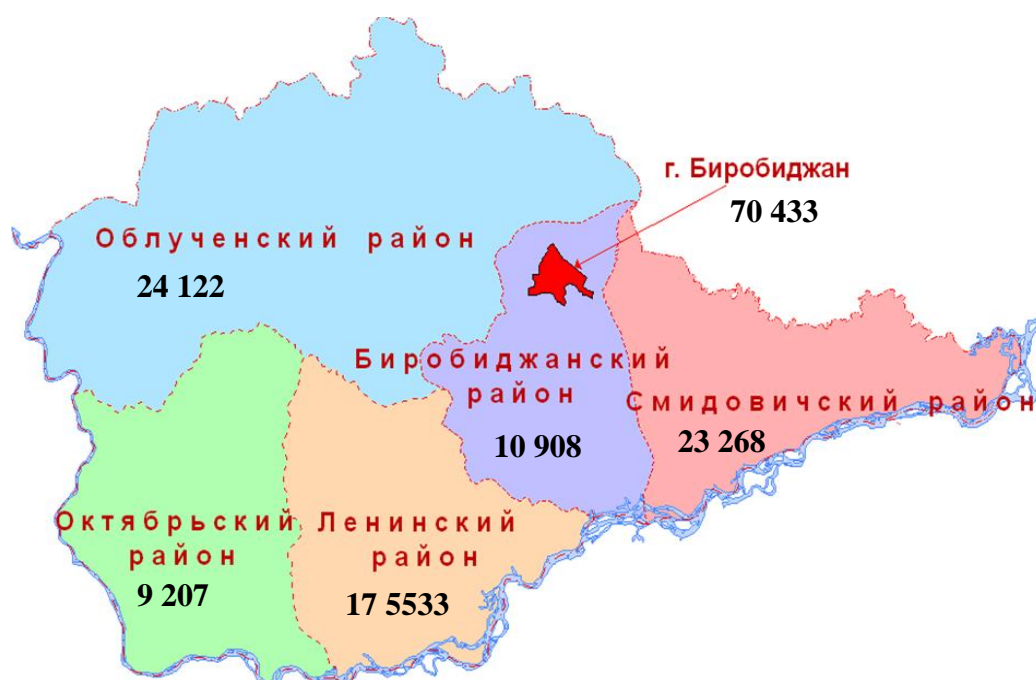 г. Биробиджан
70 433
Облученский район
24 122
Биробиджанский
район
10 908
Смидовичский район
23 268
Октябрьский
район
9 207
Ленинский
район
17 5533